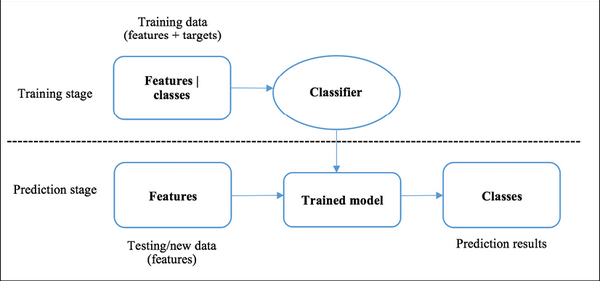 Training data
(features + targets)
Training stage
Features |
classes
Classifier
Prediction stage
Features
Trained model
Classes
Testing/new data
(features)
Prediction results